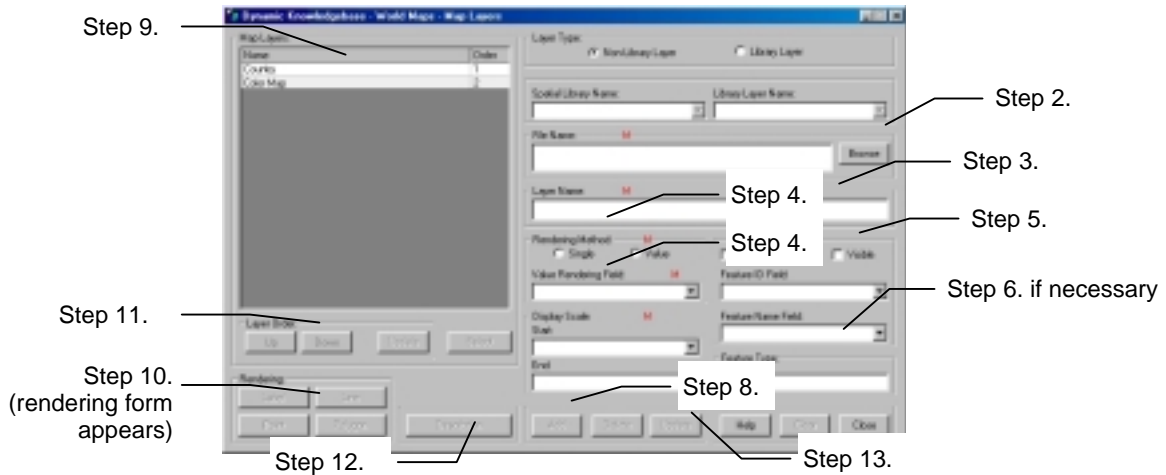 Dynamic Knowledgebase - World Maps - Map Layers
Step 9.
Map Layers:
Name
Order
Counties
1
Color Map
2
Layer Type:
Non-Library Layer
Library Layer
Spatial Library Name:
Library Layer Name:
Step 2.
File Name:
M
Browse
Step 3.
Layer Name:
M
Step 4.
Step 5.
Rendering Method:
M
Single
Value
Visible
Step 4.
Value Rendering Field:
M
Feature ID Field:
Step 6. if necessary
Display Scale:
M
Start:
Feature Name Field:
Step 11.
Layer Order:
Up
Down
End:
Feature Type:
Step 10.
(rendering form
appears)
Rendering:
Step 8.
Add
Delete
Update
Help
Clear
Close
Step 12.
Step 13.